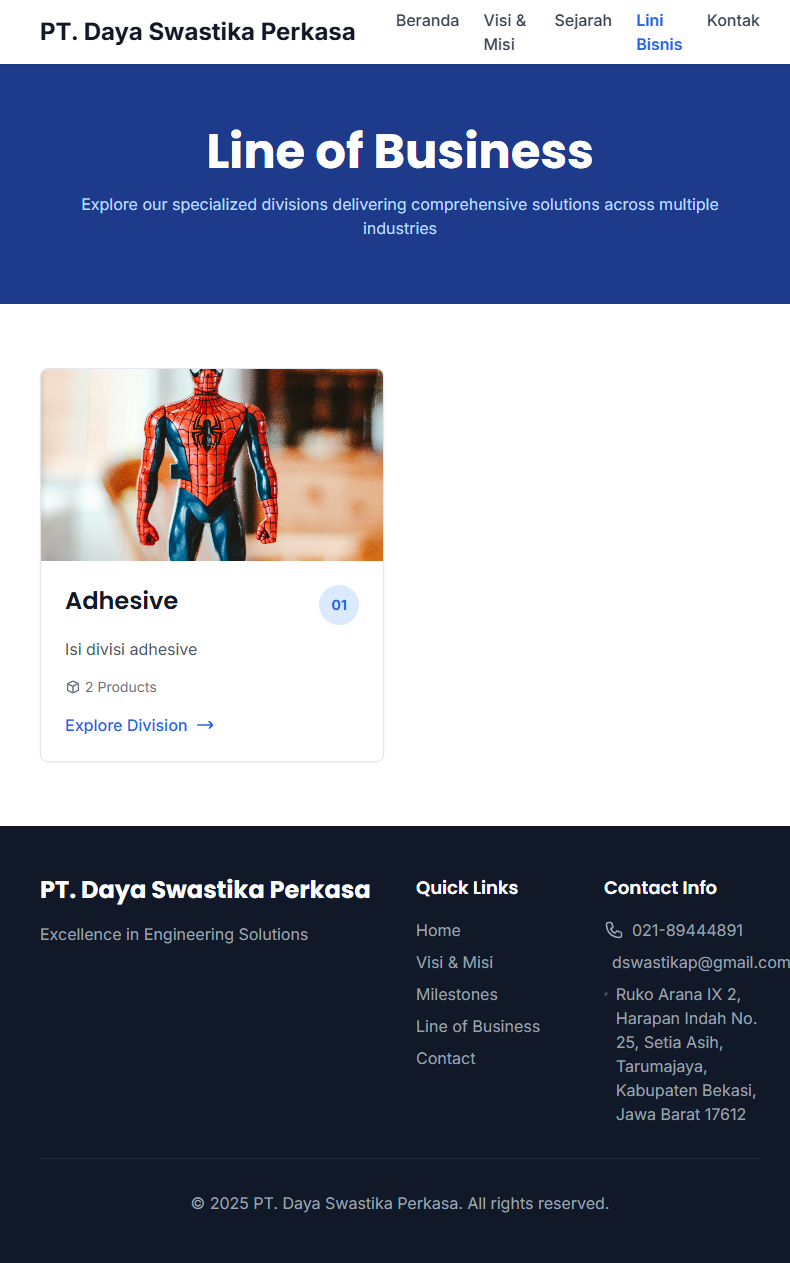 PT. Daya Swastika Perkasa
Beranda
Visi &
Misi
Sejarah
Lini
Bisnis
Kontak
Line of Business
Explore our specialized divisions delivering comprehensive solutions across multiple
industries
Adhesive
01
Isi divisi adhesive
2 Products
Explore Division
PT. Daya Swastika Perkasa
Excellence in Engineering Solutions
Quick Links
Home
Visi & Misi
Milestones
Line of Business
Contact
Contact Info
021-89444891
dswastikap@gmail.com
Ruko Arana IX 2,
Harapan Indah No.
25, Setia Asih,
Tarumajaya,
Kabupaten Bekasi,
Jawa Barat 17612
© 2025 PT. Daya Swastika Perkasa. All rights reserved.